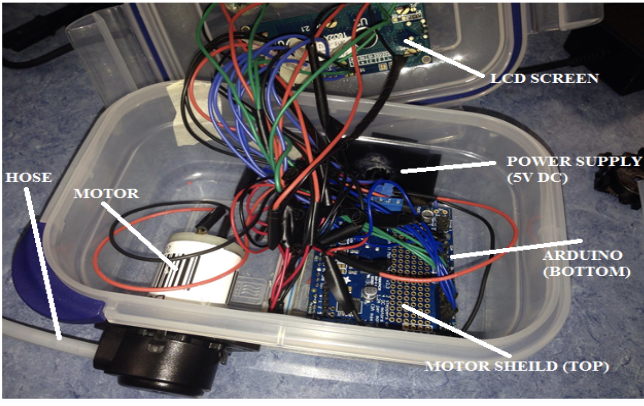 LCD SCREEN
POWER SUPPLY
(5V DC)
HOSE
MOTOR
ARDUINO
(BOTTOM)
MOTOR SHEILD (TOP)